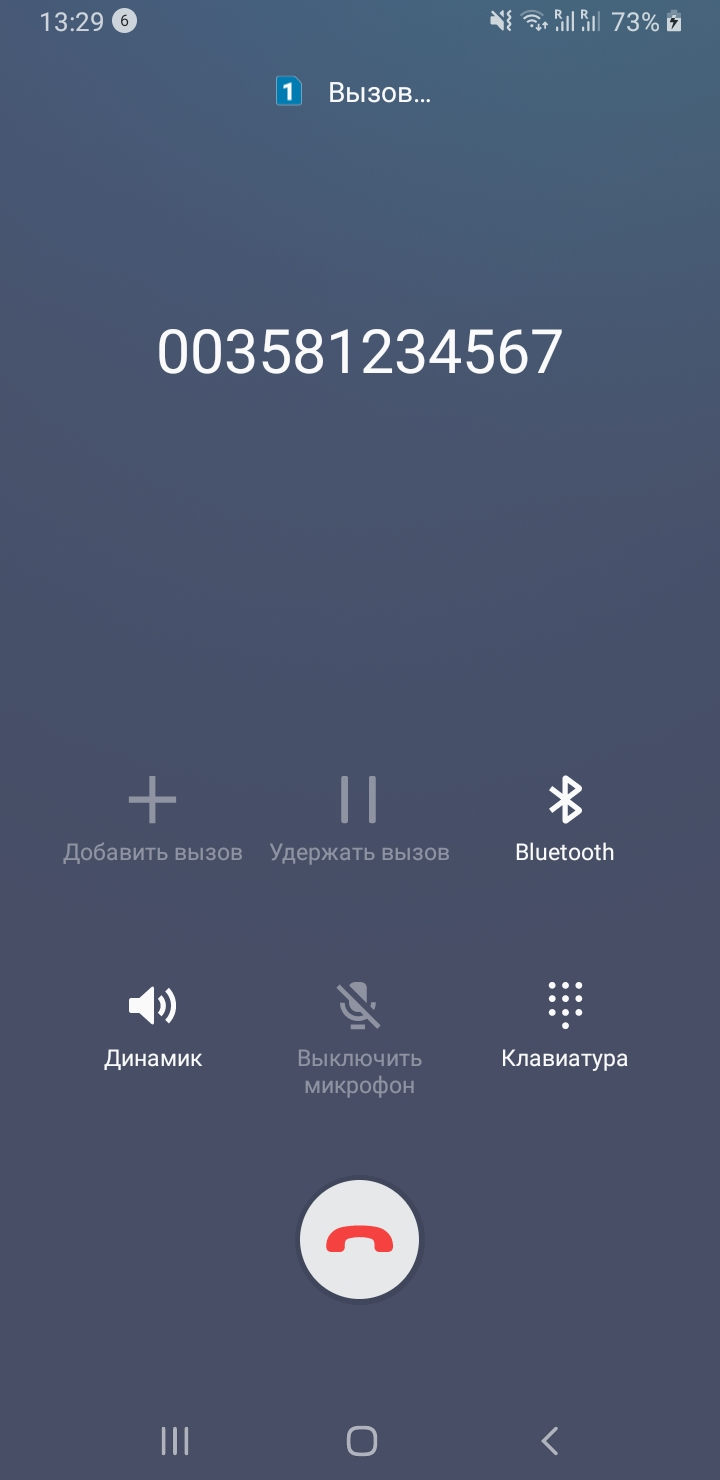 13:29 6 R R 73%
1 Вызов...
003581234567
Добавить вызов Удержать вызов Bluetooth
Динамик Выключить микрофон Клавиатура